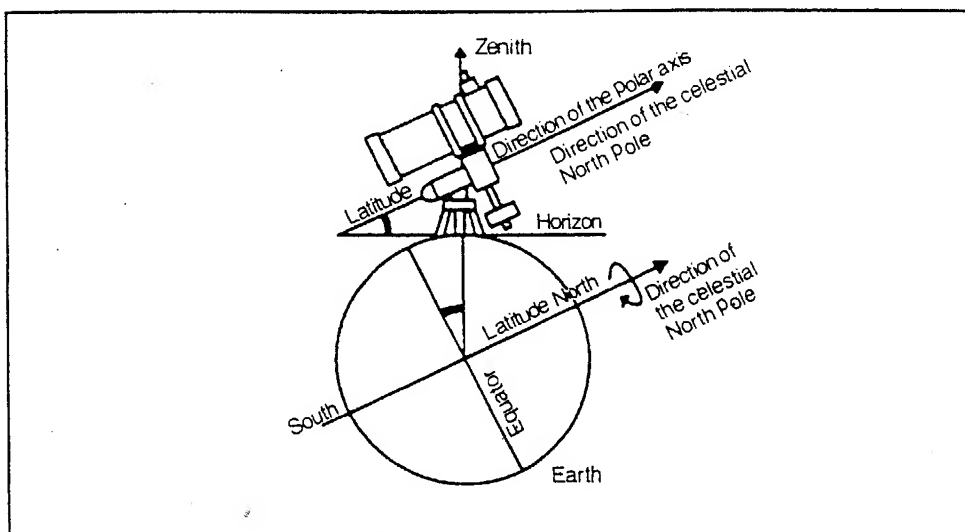 Zenith
Direction of the Polar axis
Direction of the celestial
North Pole
Latitude
Horizon
Latitude North
Direction of
the celestial
North Pole
South
Equator
Earth